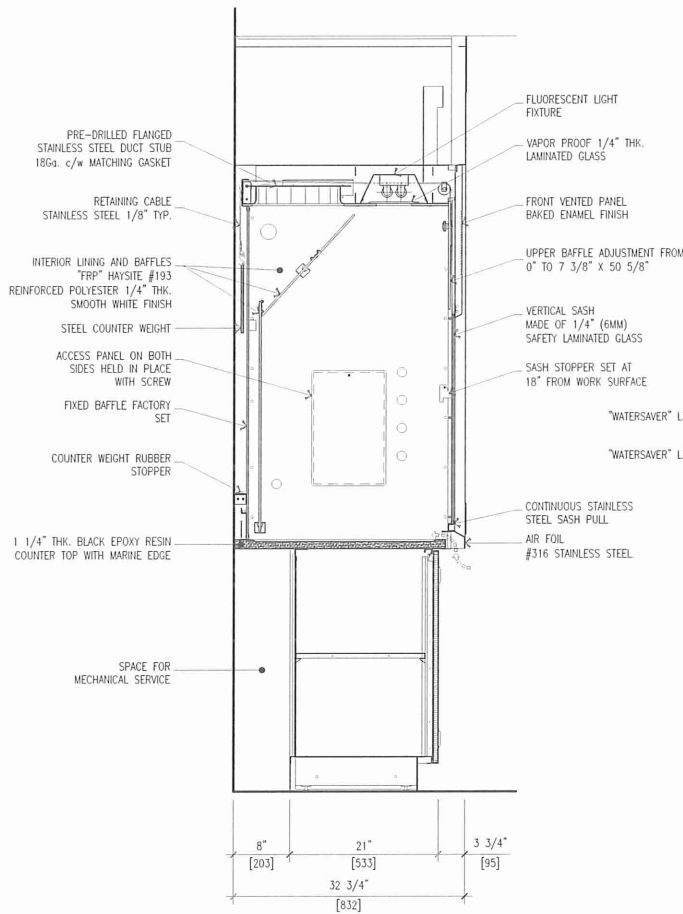 PRE-DRILLED FLANGED
STAINLESS STEEL DUCT STUB
18Ga. c/w MATCHING GASKET
RETAINING CABLE
STAINLESS STEEL 1/8" TYP.
INTERIOR LINING AND BAFFLES
"FRP" HAYSITE #193
REINFORCED POLYESTER 1/4" THK.
SMOOTH WHITE FINISH
STEEL COUNTER WEIGHT
ACCESS PANEL ON BOTH
SIDES HELD IN PLACE
WITH SCREW
FIXED BAFFLE FACTORY
SET
COUNTER WEIGHT RUBBER
STOPPER
1 1/4" THK. BLACK EPOXY RESIN
COUNTER TOP WITH MARINE EDGE
SPACE FOR
MECHANICAL SERVICE
FLUORESCENT LIGHT
FIXTURE
VAPOR PROOF 1/4" THK.
LAMINATED GLASS
FRONT VENTED PANEL
BAKED ENAMEL FINISH
UPPER BAFFLE ADJUSTMENT FROM
0" TO 7 3/8" X 50 5/8"
VERTICAL SASH
MADE OF 1/4" (6MM)
SAFETY LAMINATED GLASS
SASH STOPPER SET AT
18" FROM WORK SURFACE
"WATERSAVER" L
"WATERSAVER" L
CONTINUOUS STAINLESS
STEEL SASH PULL
AIR FOIL
#316 STAINLESS STEEL
8" 21" 3 3/4"
[203] [533] [95]
32 3/4"
[832]